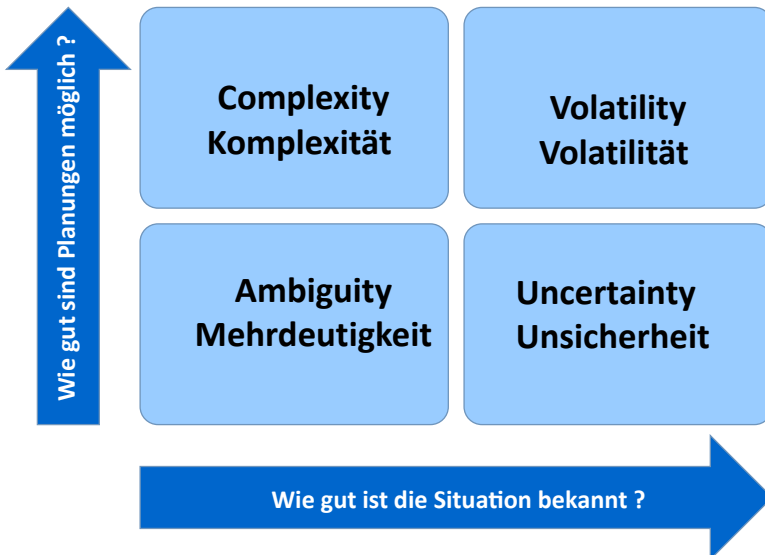 Wie gut sind Planungen möglich ?
Complexity
Komplexität
Volatility
Volatilität
Ambiguity
Mehrdeutigkeit
Uncertainty
Unsicherheit
Wie gut ist die Situation bekannt ?